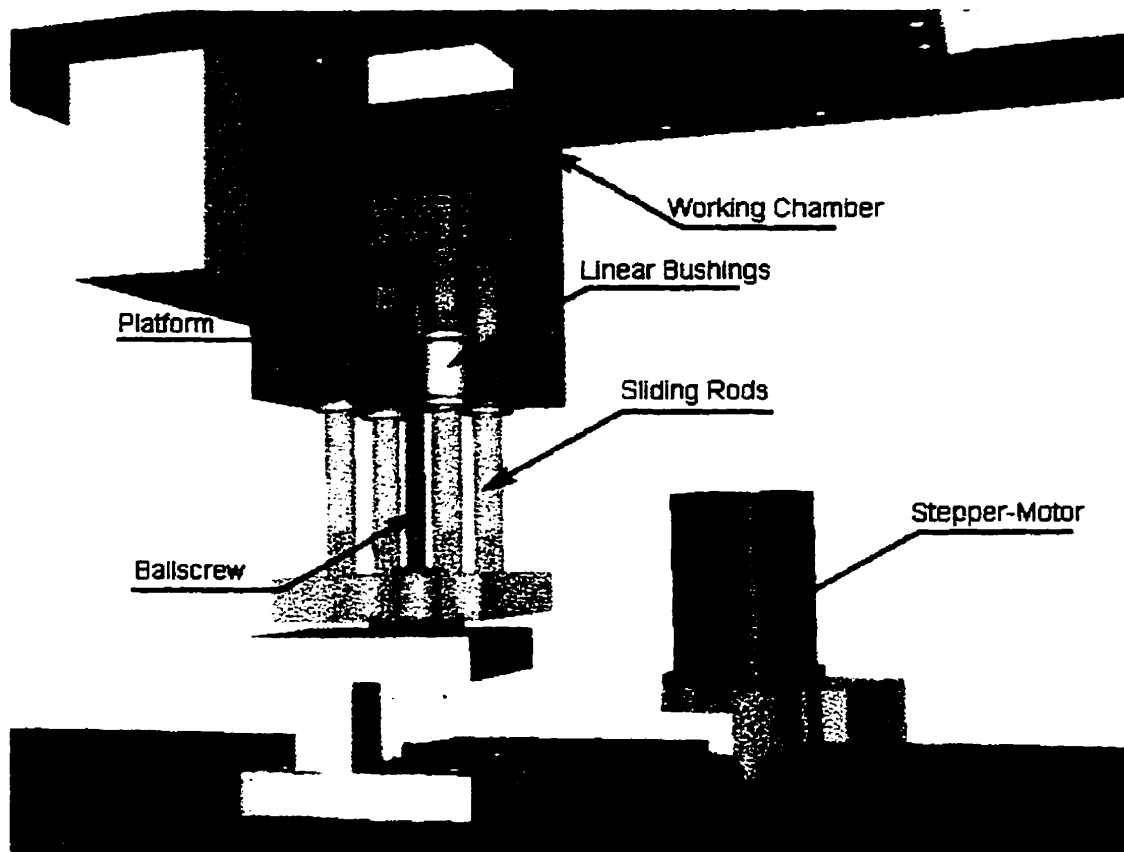 Working Chamber
Linear Bushings
Platform
Sliding Rods
Stepper-Motor
Ballscrew